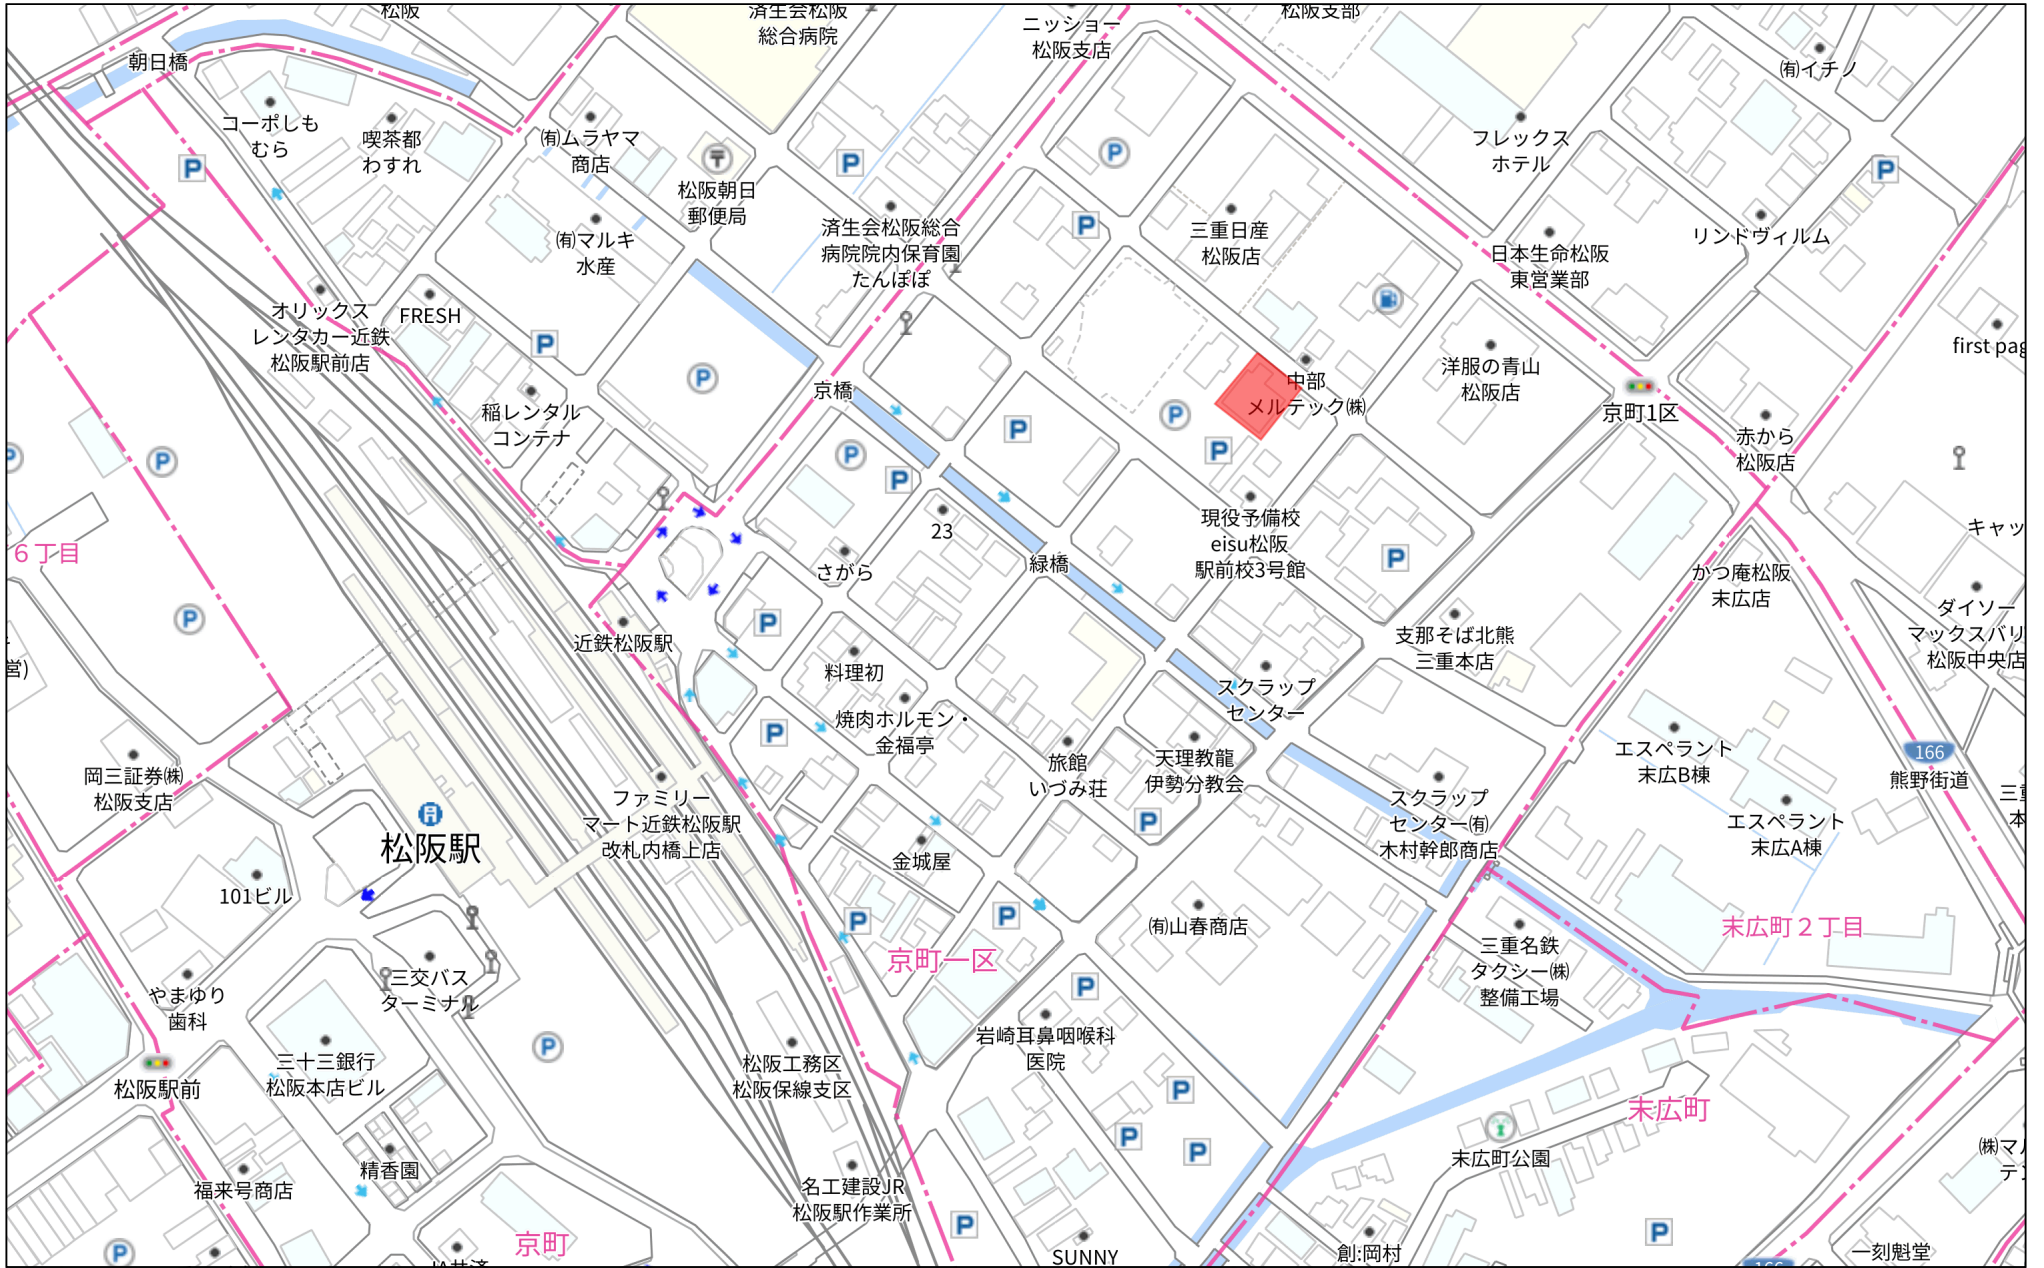 松阪
済生会松阪
総合病院
ニッショー
松阪支店
松阪支部
㈲イチノ
朝日橋
コーポしも
むら
喫茶都
わすれ
㈲ムラヤマ
商店
松阪朝日
郵便局
フレックス
ホテル
㈲マルキ
水産
済生会松阪総合
病院院内保育園
たんぽぽ
三重日産
松阪店
日本生命松阪
東営業部
リンドヴィルム
オリックス
レンタカー近鉄
松阪駅前店
FRESH
稲レンタル
コンテナ
京橋
中部
メルテック㈱
洋服の青山
松阪店
京町1区
赤から
松阪店
first pag
6丁目
23
さがら
緑橋
現役予備校
eisu松阪
駅前校3号館
かつ庵松阪
末広店
キャッ
ダイソー
マックスバリ
松阪中央店
営)
近鉄松阪駅
料理初
焼肉ホルモン・
金福亭
スクラップ
センター
支那そば北熊
三重本店
岡三証券㈱
松阪支店
松阪駅
ファミリー
マート近鉄松阪駅
改札内橋上店
旅館
いづみ荘
天理教龍
伊勢分教会
スクラップ
センター㈲
木村幹郎商店
エスペラント
末広B棟
エスペラント
末広A棟
166
熊野街道
三重
本
101ビル
金城屋
㈲山春商店
京町一区
三重名鉄
タクシー㈱
整備工場
末広町2丁目
やまゆり
歯科
三交バス
ターミナル
三十三銀行
松阪本店ビル
松阪駅前
松阪工務区
松阪保線支区
岩崎耳鼻咽喉科
医院
末広町
末広町公園
㈱マル
テン
精香園
福来号商店
名工建設JR
松阪駅作業所
京町
JA共済
SUNNY
創:岡村
一刻魁堂
166